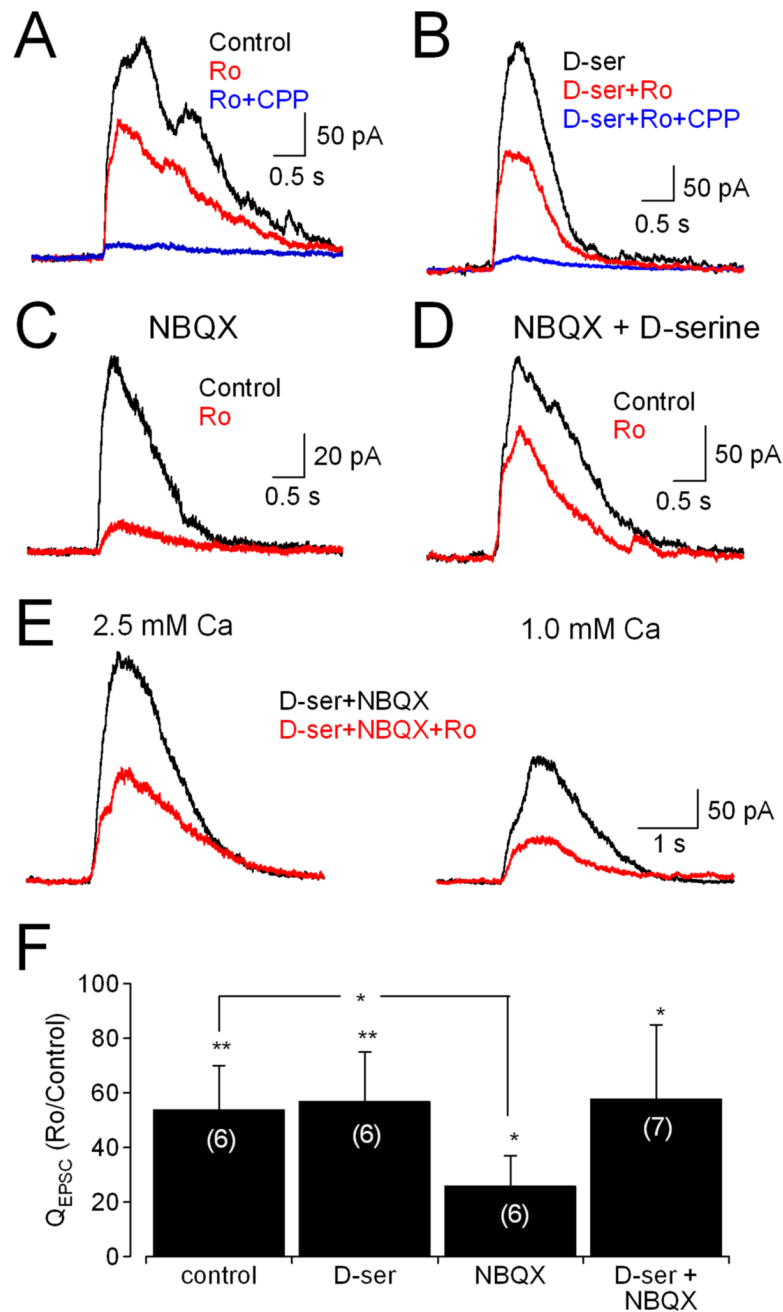 A
Control
Ro
Ro+CPP
50 pA
0.5 s
B
D-ser
D-ser+Ro
D-ser+Ro+CPP
50 pA
0.5 s
C
NBQX
Control
Ro
20 pA
0.5 s
D
NBQX + D-serine
Control
Ro
50 pA
0.5 s
E
2.5 mM Ca
1.0 mM Ca
D-ser+NBQX
D-ser+NBQX+Ro
50 pA
1 s
F
QEPSC (Ro/Control)
100
80
60
40
20
0
*
**
**
*
*
(6)
(6)
(6)
(7)
control
D-ser
NBQX
D-ser +
NBQX